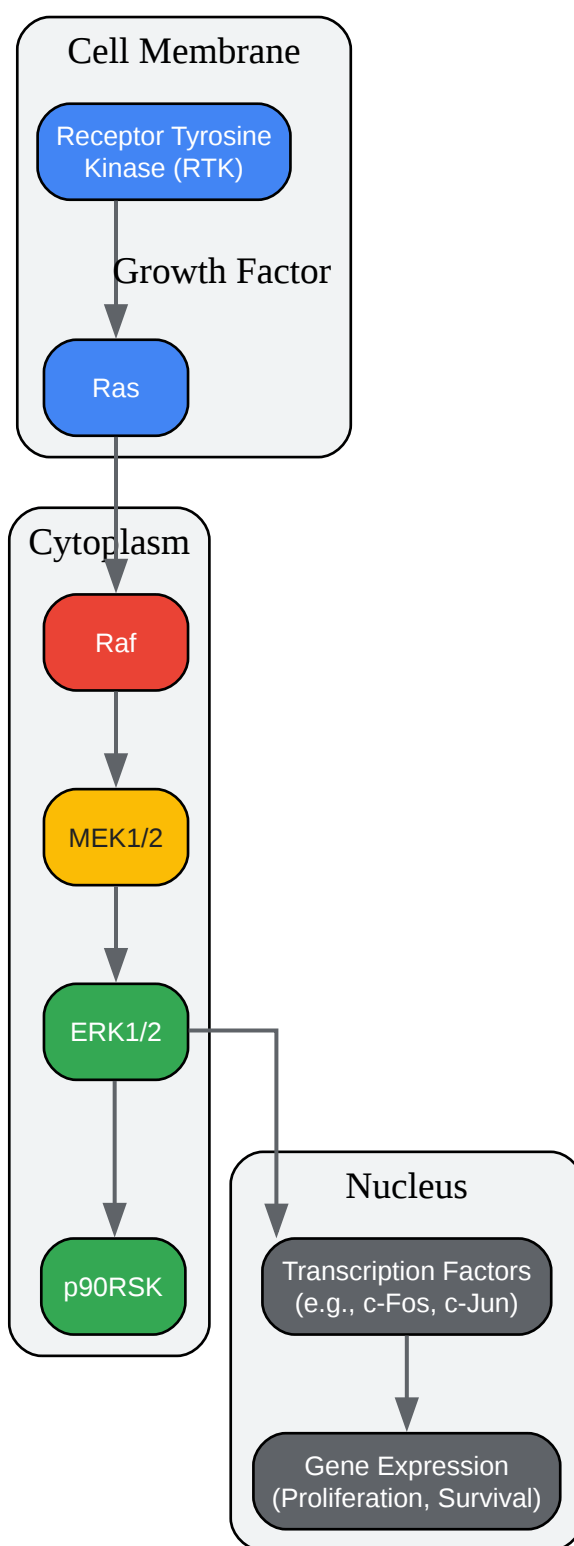 Cell Membrane
Receptor Tyrosine
Kinase (RTK)
Growth Factor
Ras
Cytoplasm
Raf
MEK1/2
ERK1/2
p90RSK
Nucleus
Transcription Factors
(e.g., c-Fos, c-Jun)
Gene Expression
(Proliferation, Survival)